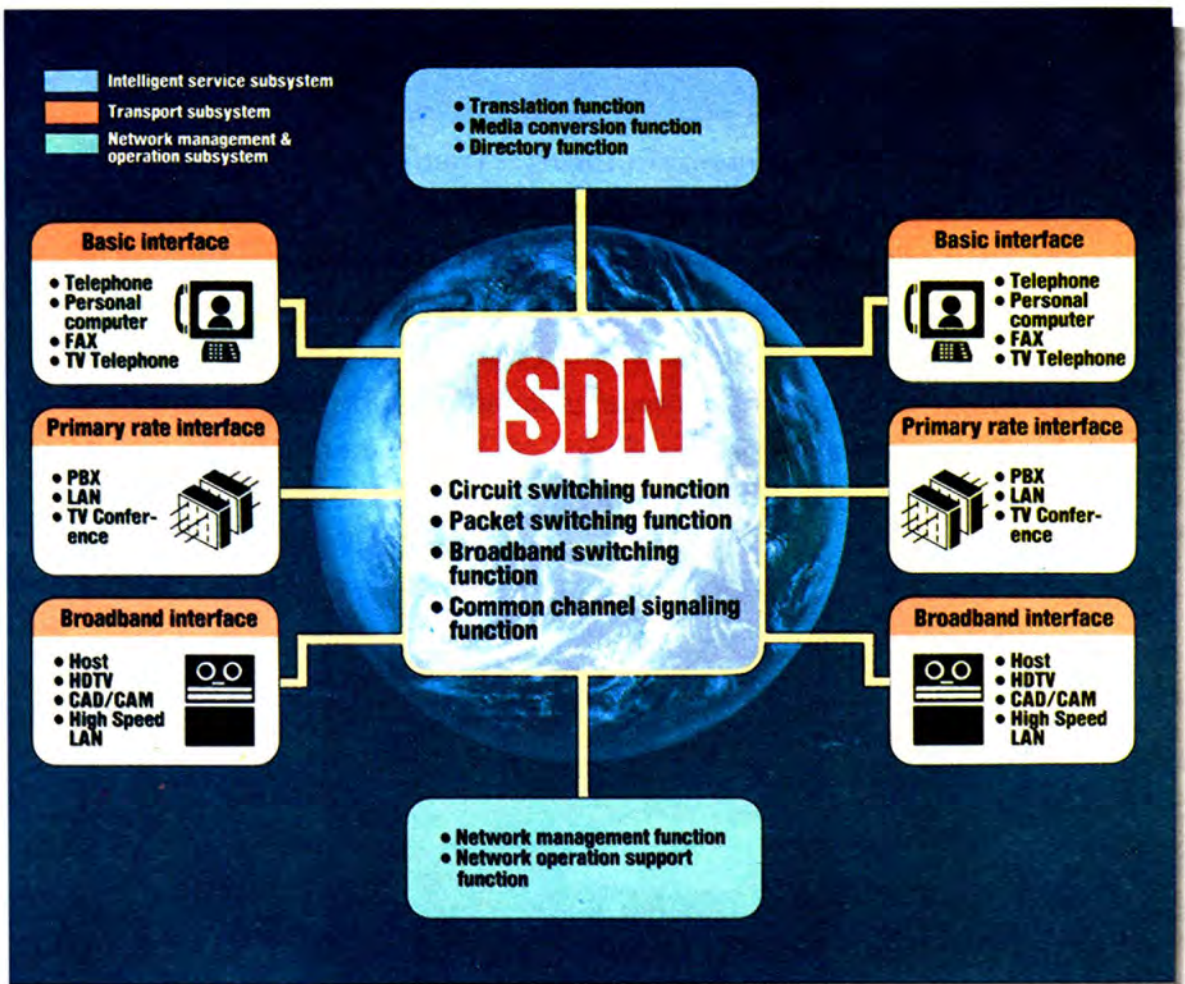 Intelligent service subsystem
Transport subsystem
Network management &
operation subsystem
• Translation function
• Media conversion function
• Directory function
Basic interface
• Telephone
• Personal
computer
• FAX
• TV Telephone
Primary rate interface
• PBX
• LAN
• TV Confer-
ence
Broadband interface
• Host
• HDTV
• CAD/CAM
• High Speed
LAN
ISDN
• Circuit switching function
• Packet switching function
• Broadband switching
function
• Common channel signaling
function
Basic interface
• Telephone
• Personal
computer
• FAX
• TV Telephone
Primary rate interface
• PBX
• LAN
• TV Confer-
ence
Broadband interface
• Host
• HDTV
• CAD/CAM
• High Speed
LAN
• Network management function
• Network operation support
function